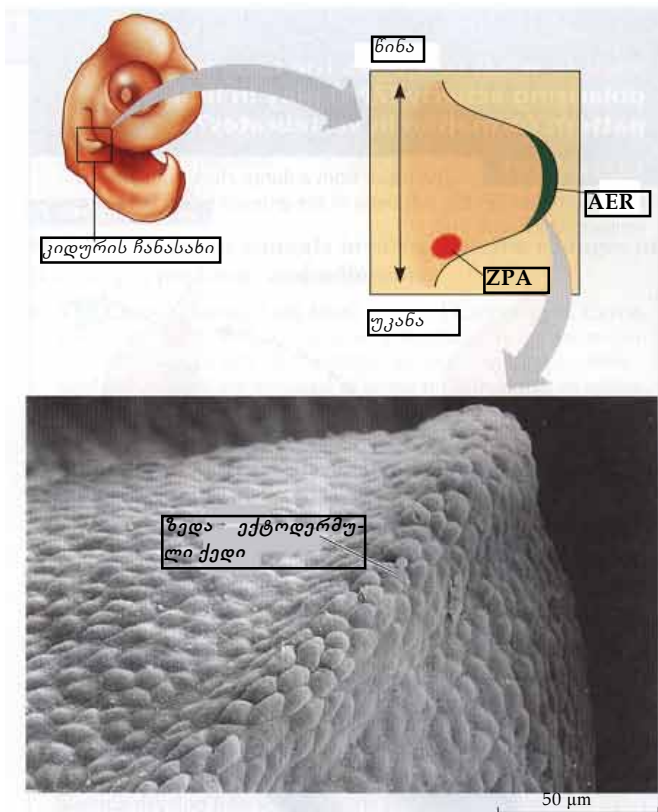 წინა
AER
კიდურის ჩანასახი
ZPA
უკანა
ზედა ექტოდერმუ-
ლი ქედი
50 µm